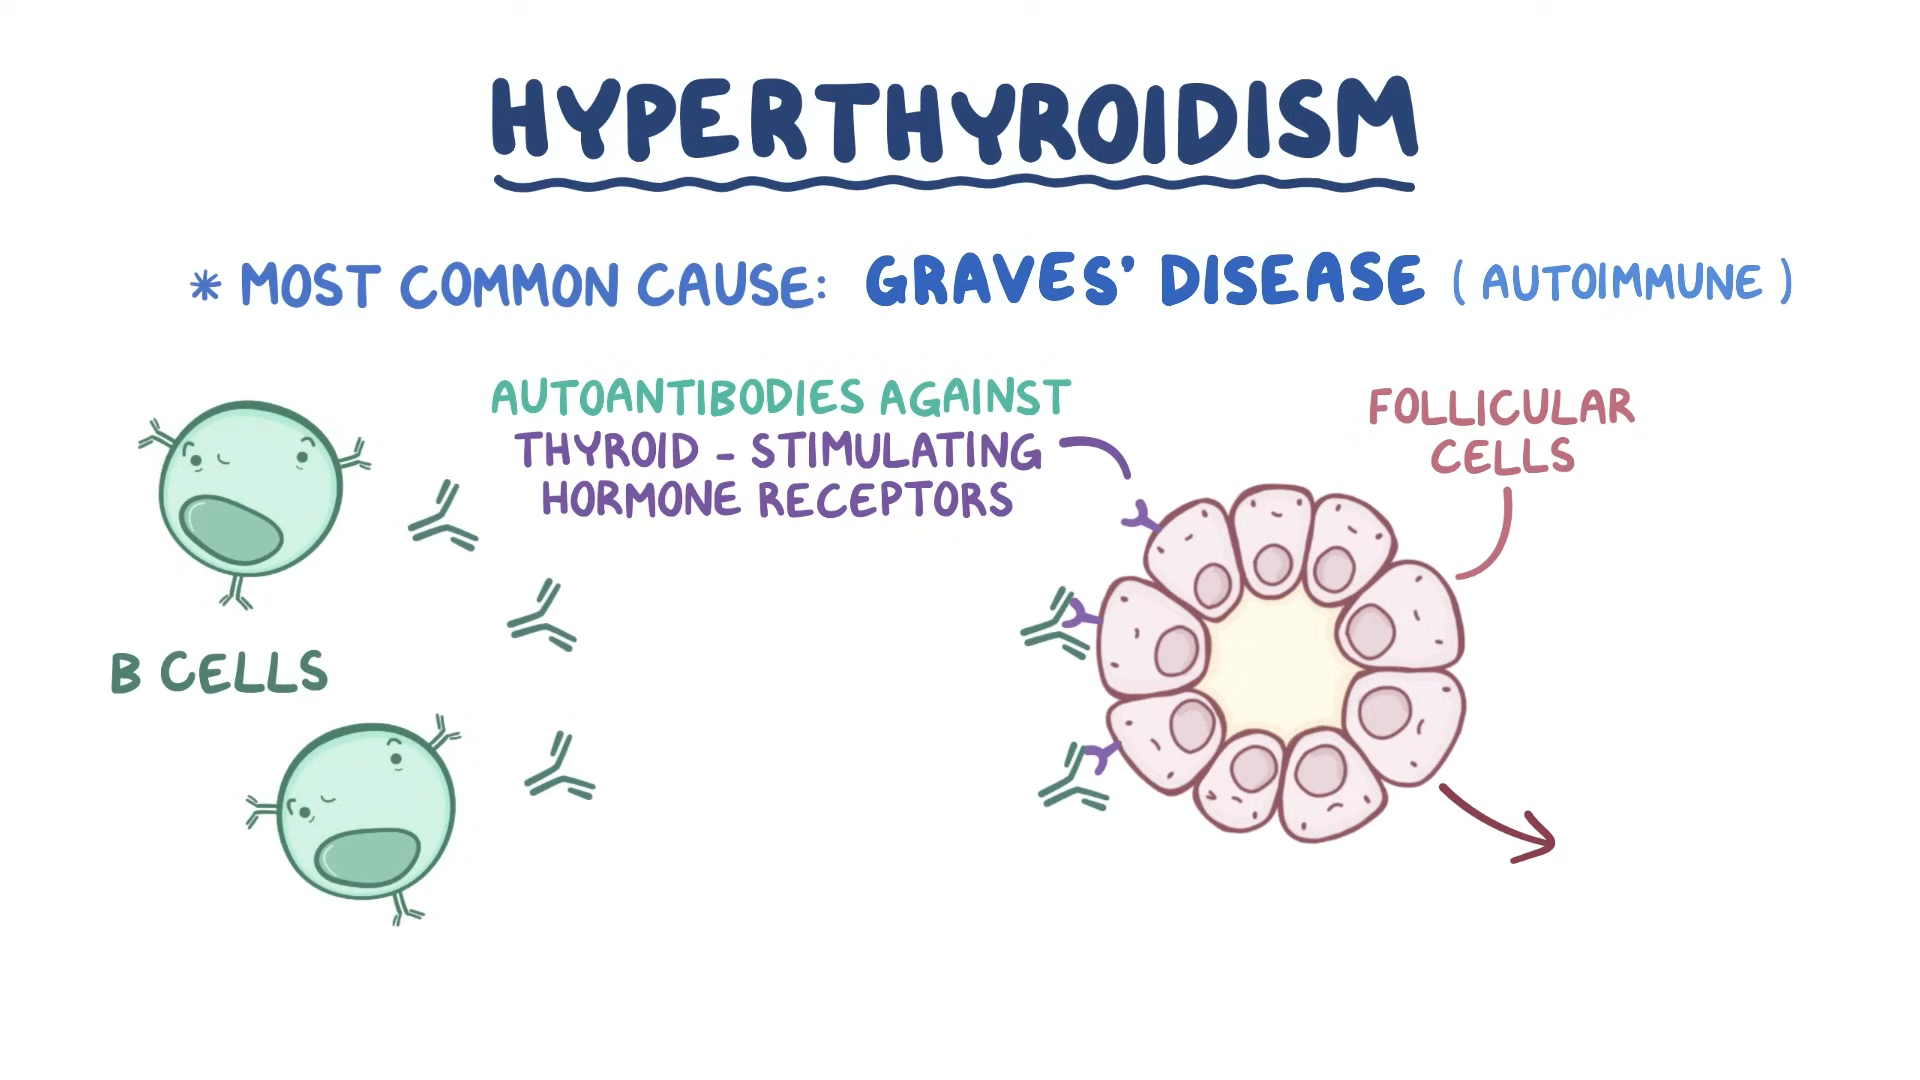 HYPERTHYROIDISM
* MOST COMMON CAUSE: GRAVES' DISEASE ( AUTOIMMUNE )
AUTOANTIBODIES AGAINST
THYROID - STIMULATING
HORMONE RECEPTORS
FOLLICULAR
CELLS
B CELLS